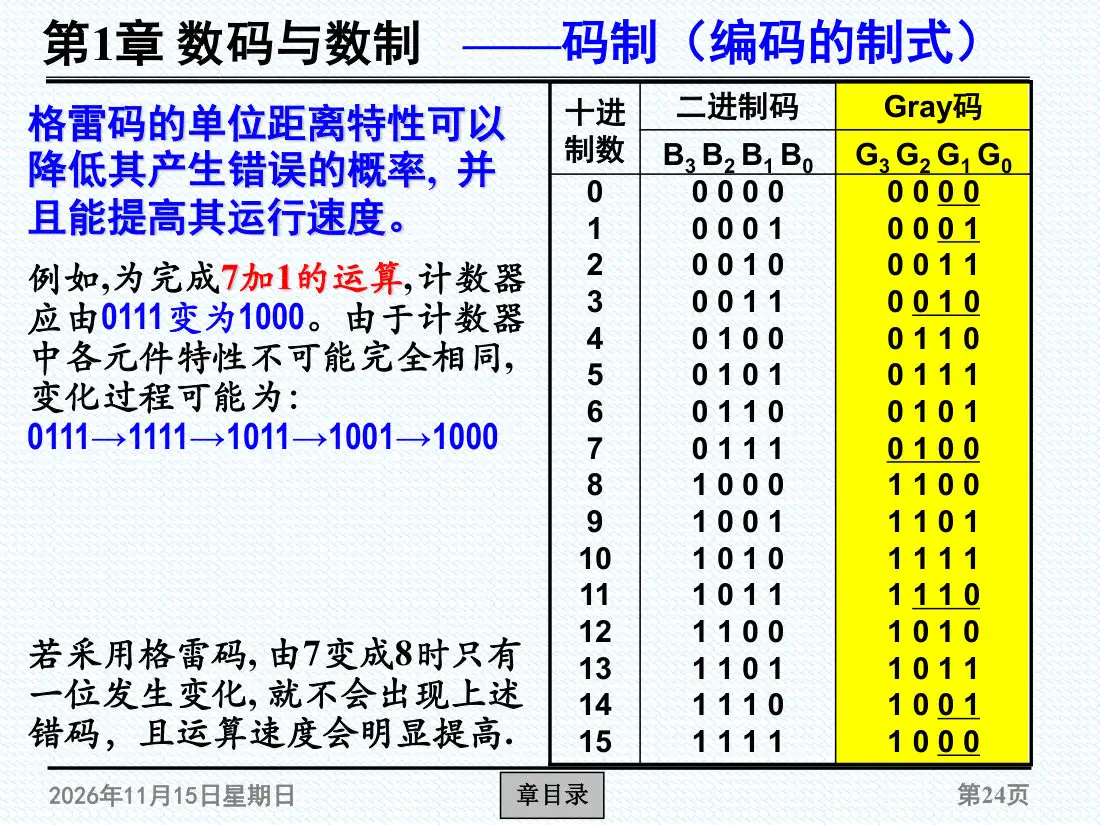 第1章 数码与数制 ——码制（编码的制式）
格雷码的单位距离特性可以
降低其产生错误的概率, 并
且能提高其运行速度。
例如,为完成7加1的运算,计数器
应由0111变为1000。由于计数器
中各元件特性不可能完全相同,
变化过程可能为:
0111→1111→1011→1001→1000
若采用格雷码, 由7变成8时只有
一位发生变化, 就不会出现上述
错码，且运算速度会明显提高.
十进制数 二进制码 Gray码
B3 B2 B1 B0 G3 G2 G1 G0
0 0 0 0 0 0 0 0 0
1 0 0 0 1 0 0 0 1
2 0 0 1 0 0 0 1 1
3 0 0 1 1 0 0 1 0
4 0 1 0 0 0 1 1 0
5 0 1 0 1 0 1 1 1
6 0 1 1 0 0 1 0 1
7 0 1 1 1 0 1 0 0
8 1 0 0 0 1 1 0 0
9 1 0 0 1 1 1 0 1
10 1 0 1 0 1 1 1 1
11 1 0 1 1 1 1 1 0
12 1 1 0 0 1 0 1 0
13 1 1 0 1 1 0 1 1
14 1 1 1 0 1 0 0 1
15 1 1 1 1 1 0 0 0
2026年11月15日星期日 章目录 第24页